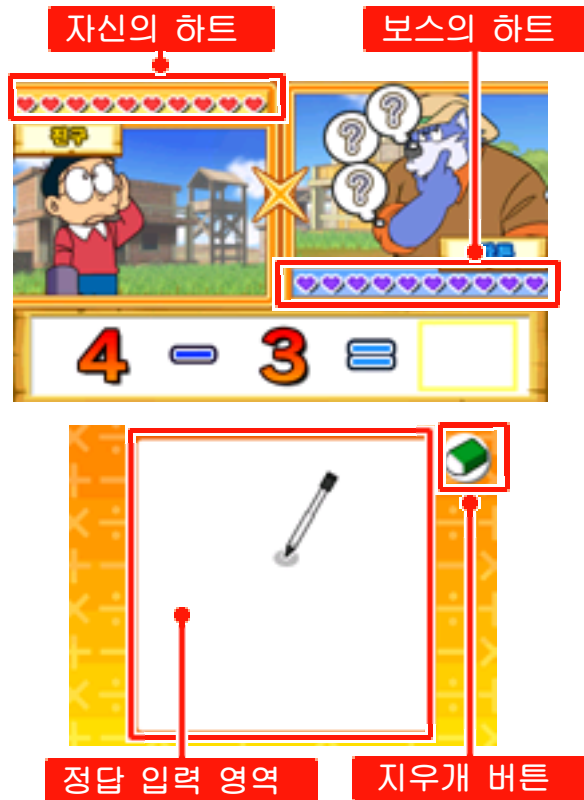 자신의 하트
보스의 하트
진구
4 - 3 =
정답 입력 영역
지우개 버튼